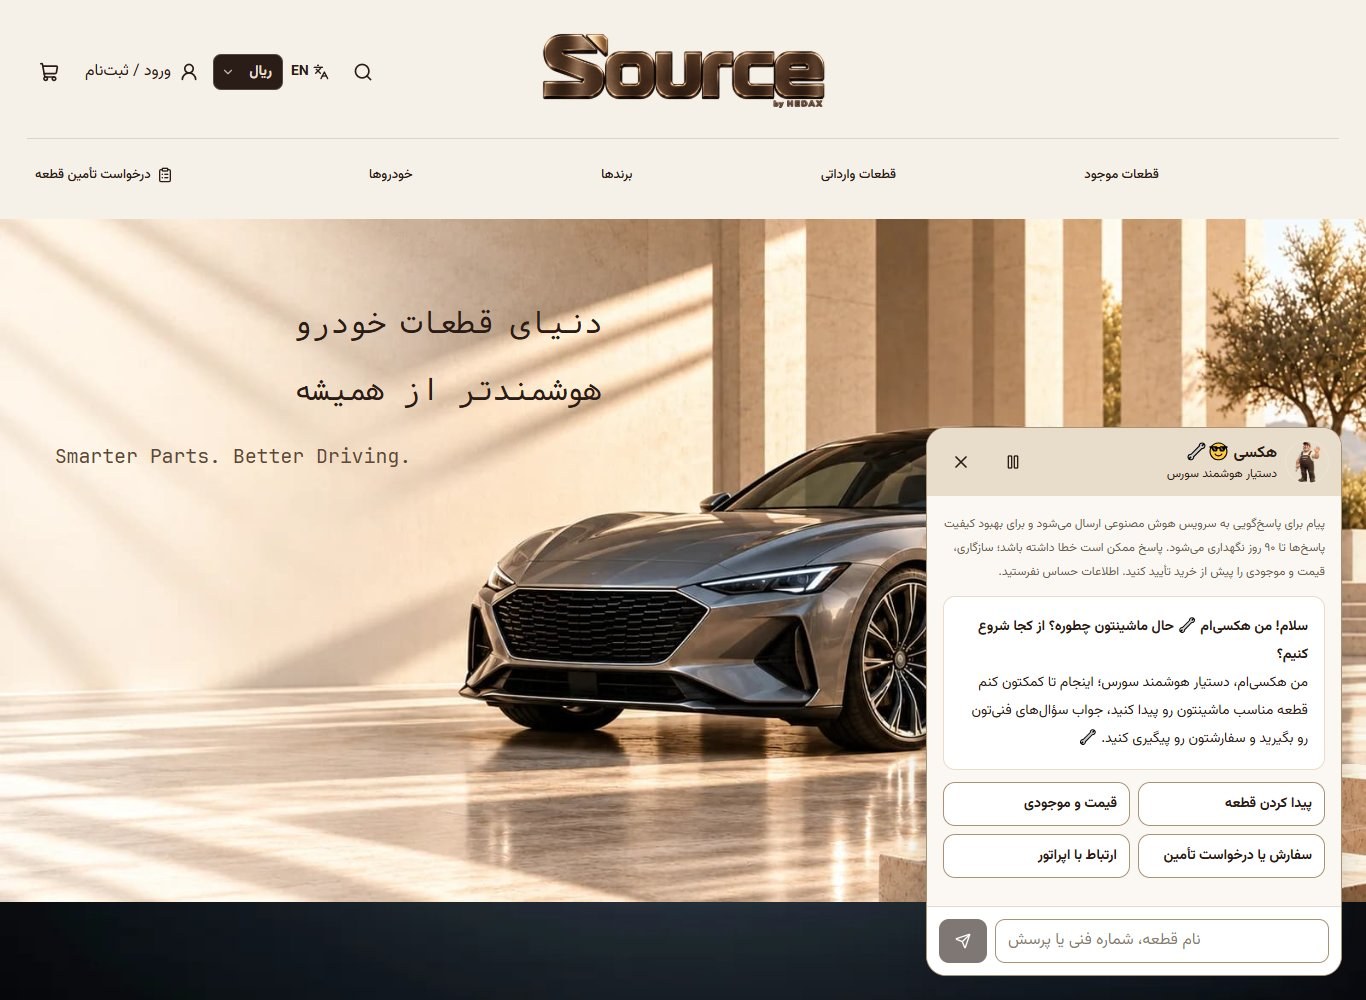 Source
by HEDAX
EN
ریال
ورود / ثبت‌نام
قطعات موجود
قطعات وارداتی
برندها
خودروها
درخواست تأمین قطعه
دنیای قطعات خودرو
هوشمندتر از همیشه
Smarter Parts. Better Driving.
هکسی 😎🦴
دستیار هوشمند سورس
پیام برای پاسخ‌گویی به سرویس هوش مصنوعی ارسال می‌شود و برای بهبود کیفیت
پاسخ‌ها تا ۹۰ روز نگهداری می‌شود. پاسخ ممکن است خطا داشته باشد؛ سازگاری،
قیمت و موجودی را پیش از خرید تأیید کنید. اطلاعات حساس نفرستید.
سلام! من هکسی‌ام 🦴 حال ماشینتون چطوره؟ از کجا شروع
کنیم؟
من هکسی‌ام، دستیار هوشمند سورس؛ اینجام تا کمکتون کنم
قطعه مناسب ماشینتون رو پیدا کنید، جواب سؤال‌های فنی‌تون
رو بگیرید و سفارشتون رو پیگیری کنید. 🦴
پیدا کردن قطعه
قیمت و موجودی
سفارش یا درخواست تأمین
ارتباط با اپراتور
نام قطعه، شماره فنی یا پرسش